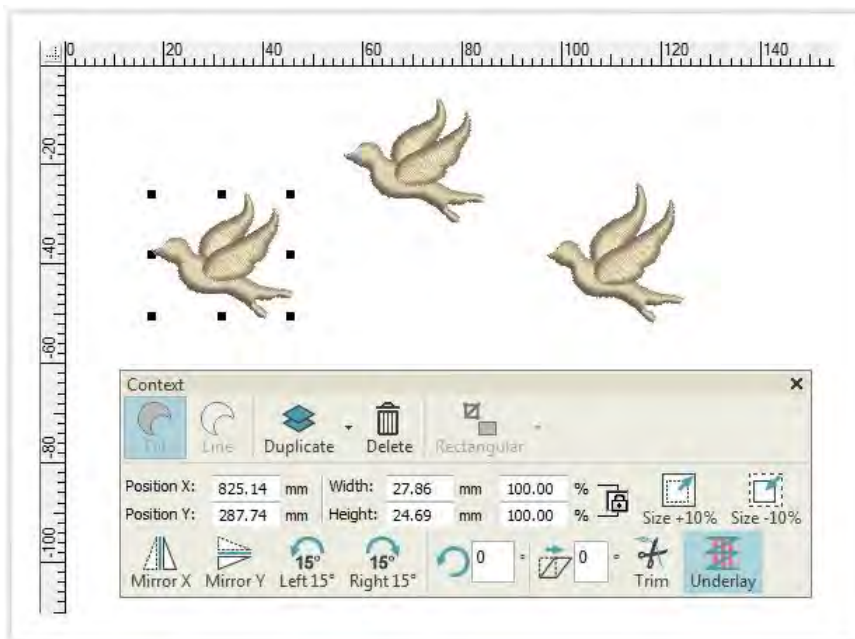 0 20 40 60 80 100 120 140
-20
-40
-60
-80
-100
Context
Fill Line Duplicate Delete Rectangular
Position X: 825.14 mm Width: 27.86 mm 100.00 %
Position Y: 287.74 mm Height: 24.69 mm 100.00 %
Size +10% Size -10%
15° 15° 0 ° 0 °
Mirror X Mirror Y Left 15° Right 15° Trim Underlay